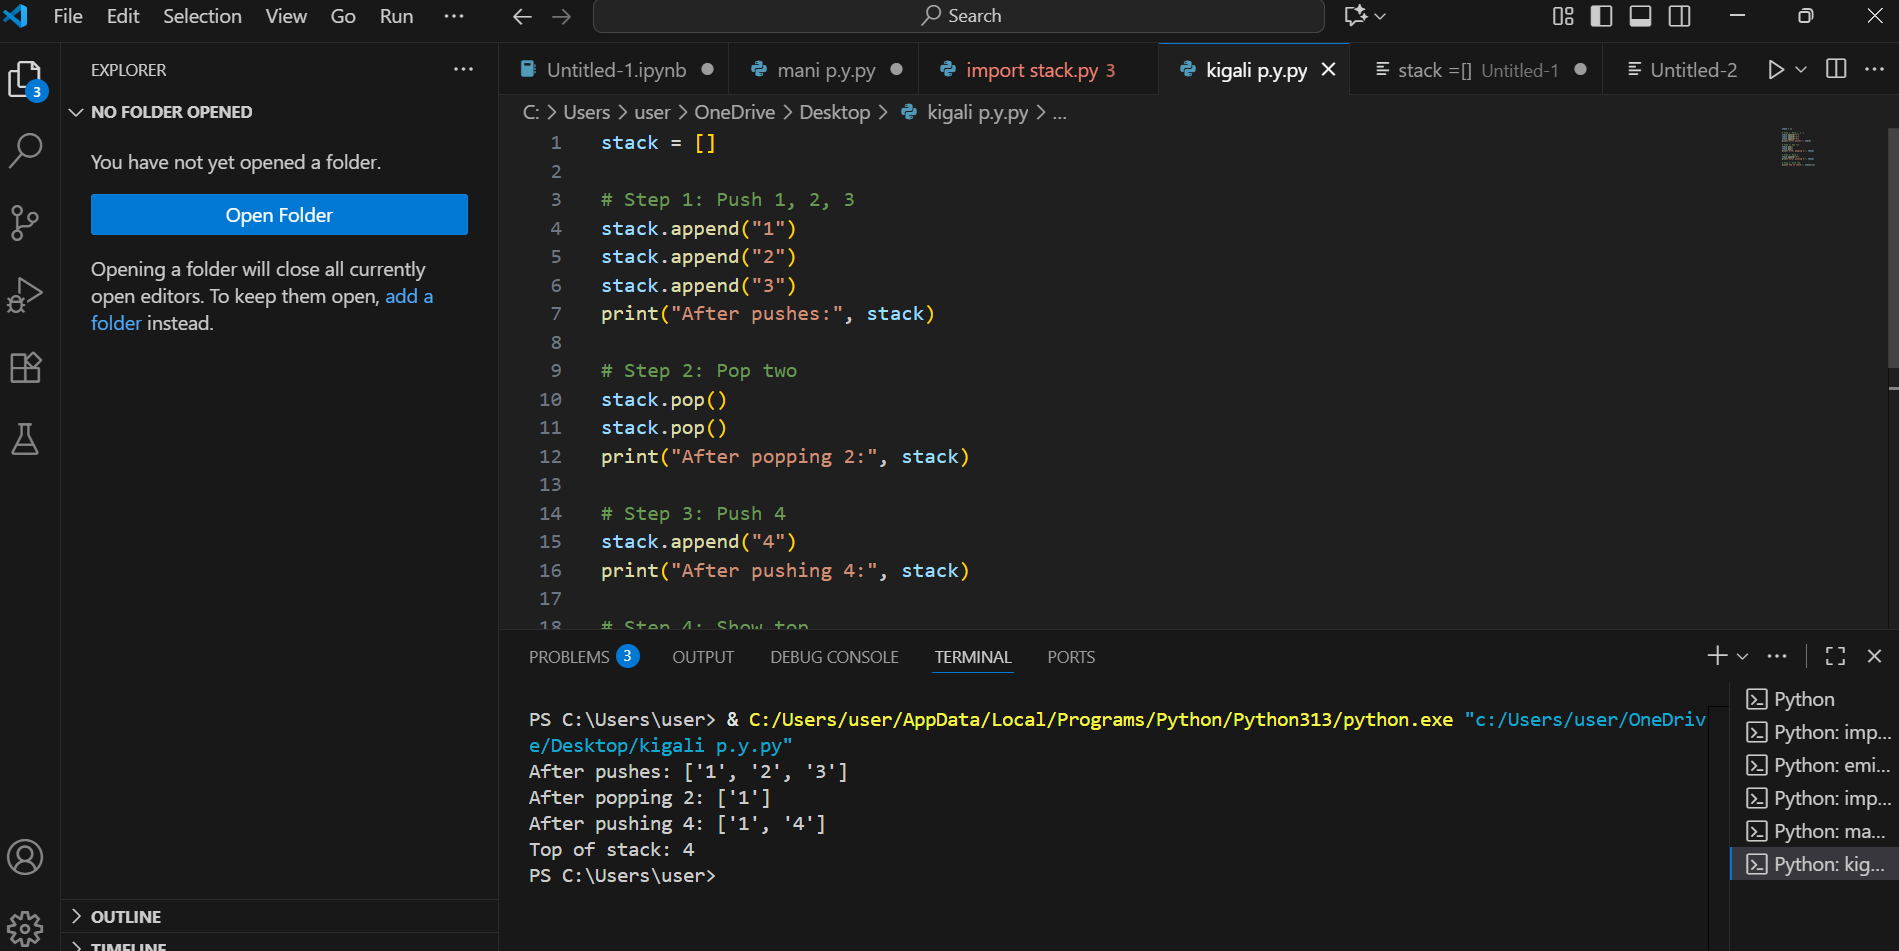 File Edit Selection View Go Run ···
Search
EXPLORER ···
3
NO FOLDER OPENED
You have not yet opened a folder.
Open Folder
Opening a folder will close all currently
open editors. To keep them open, add a
folder instead.
OUTLINE
TIMELINE
Untitled-1.ipynb mani p.y.py import stack.py 3 kigali p.y.py stack =[] Untitled-1 Untitled-2
C: > Users > user > OneDrive > Desktop > kigali p.y.py > ...
1 stack = []
2
3 # Step 1: Push 1, 2, 3
4 stack.append("1")
5 stack.append("2")
6 stack.append("3")
7 print("After pushes:", stack)
8
9 # Step 2: Pop two
10 stack.pop()
11 stack.pop()
12 print("After popping 2:", stack)
13
14 # Step 3: Push 4
15 stack.append("4")
16 print("After pushing 4:", stack)
17
18 # Step 4: Show top
PROBLEMS 3 OUTPUT DEBUG CONSOLE TERMINAL PORTS
PS C:\Users\user> & C:/Users/user/AppData/Local/Programs/Python/Python313/python.exe "c:/Users/user/OneDriv
e/Desktop/kigali p.y.py"
After pushes: ['1', '2', '3']
After popping 2: ['1']
After pushing 4: ['1', '4']
Top of stack: 4
PS C:\Users\user>
Python
Python: imp...
Python: emi...
Python: imp...
Python: ma...
Python: kig...